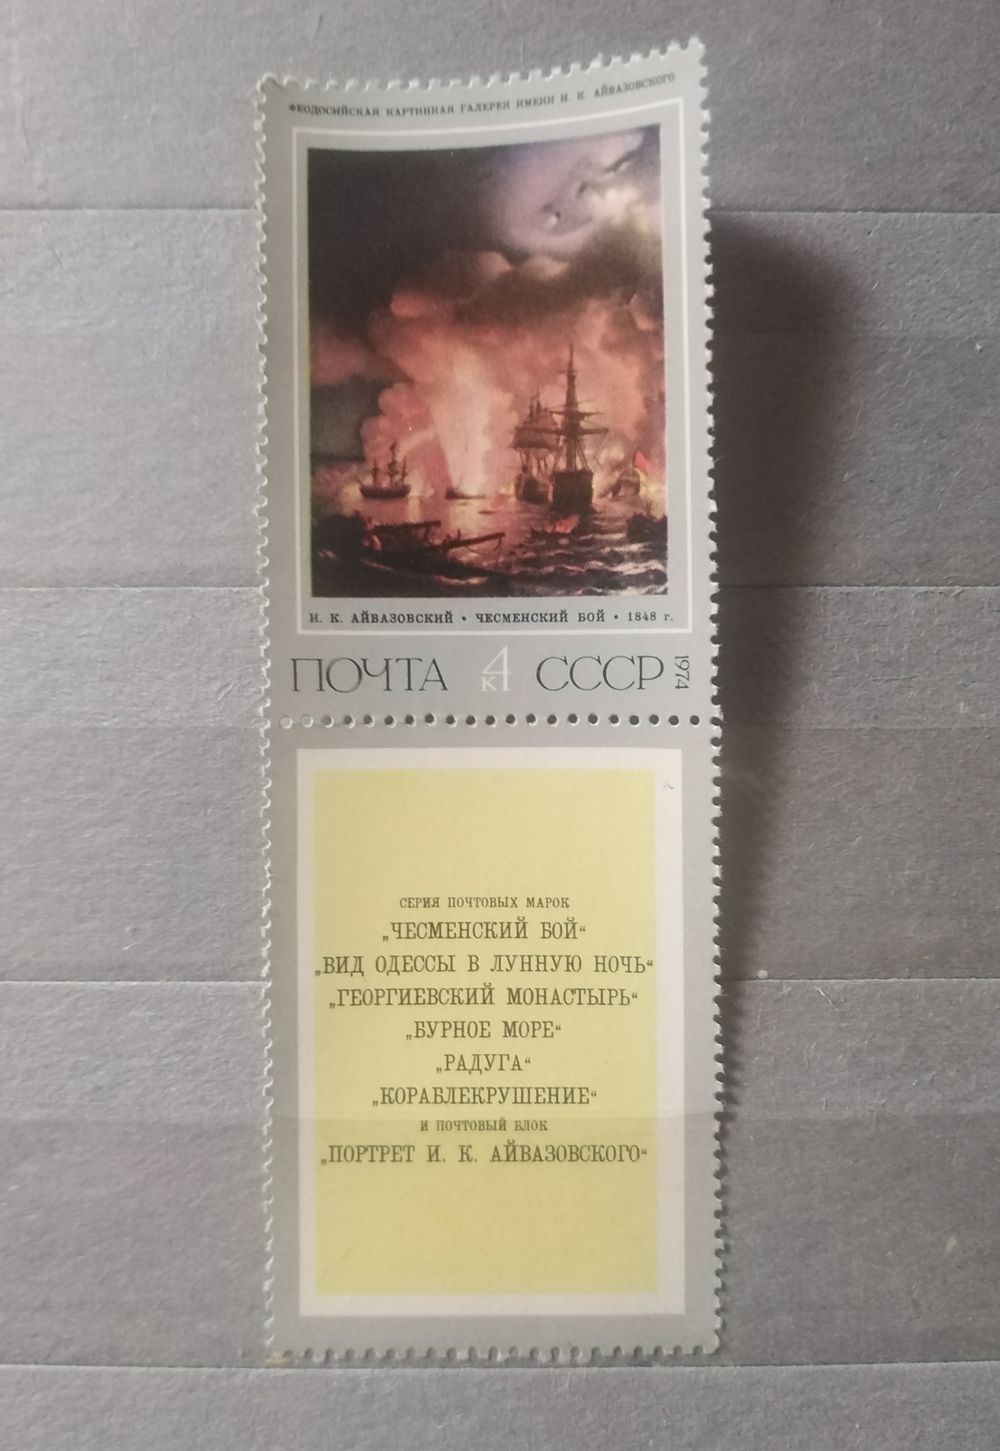 ФЕОДОСИЙСКАЯ КАРТИННАЯ ГАЛЕРЕЯ ИМЕНИ И. К. АЙВАЗОВСКОГО
И. К. АЙВАЗОВСКИЙ • ЧЕСМЕНСКИЙ БОЙ • 1848 г.
ПОЧТА 4 К СССР 1974
СЕРИЯ ПОЧТОВЫХ МАРОК
„ЧЕСМЕНСКИЙ БОЙ“
„ВИД ОДЕССЫ В ЛУННУЮ НОЧЬ“
„ГЕОРГИЕВСКИЙ МОНАСТЫРЬ“
„БУРНОЕ МОРЕ“
„РАДУГА“
„КОРАБЛЕКРУШЕНИЕ“
И ПОЧТОВЫЙ БЛОК
„ПОРТРЕТ И. К. АЙВАЗОВСКОГО“